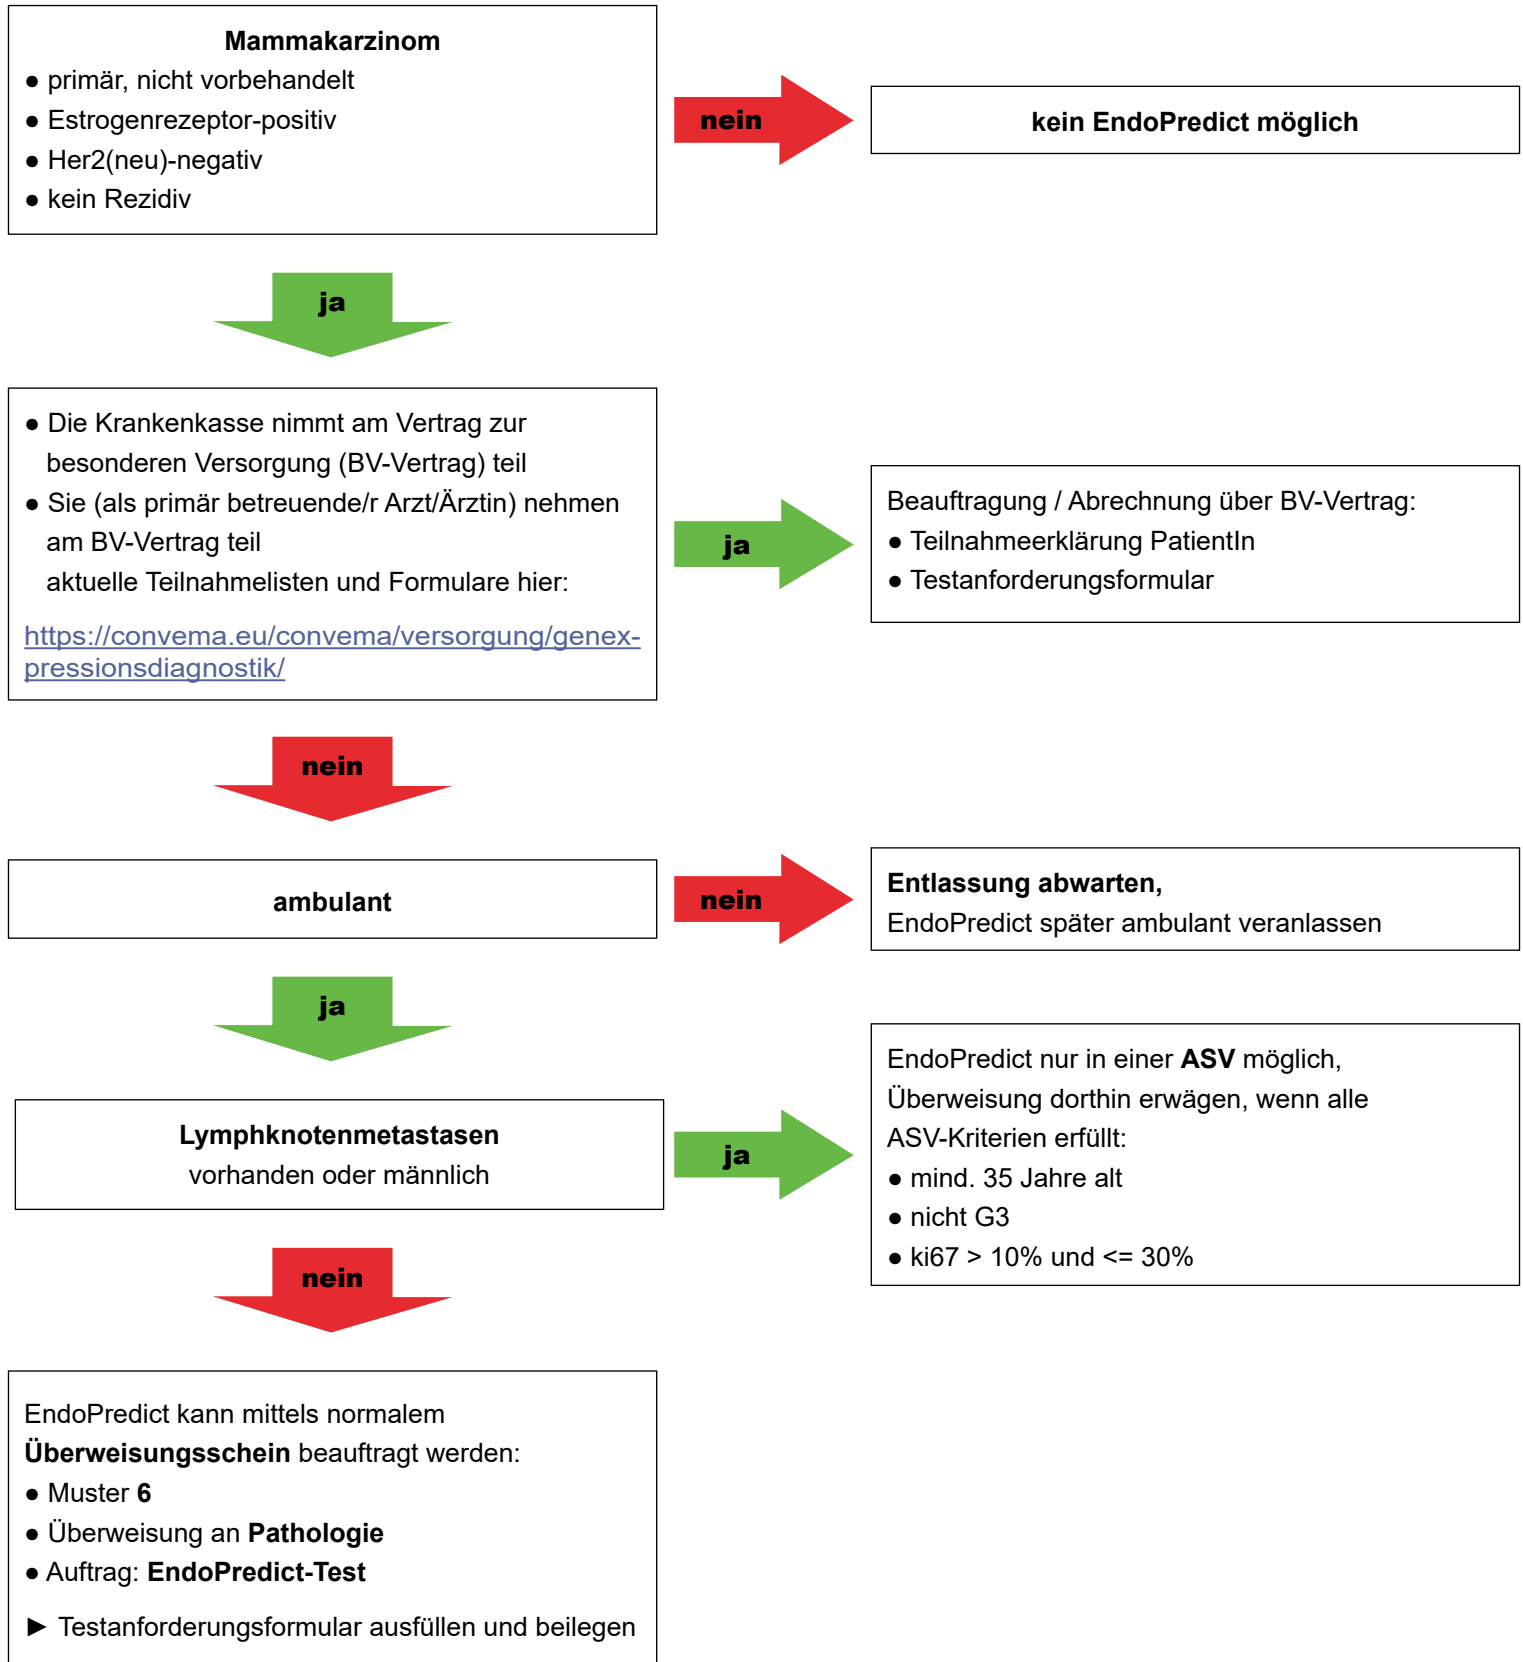 Mammakarzinom
● primär, nicht vorbehandelt
● Estrogenrezeptor-positiv
● Her2(neu)-negativ
● kein Rezidiv
nein
kein EndoPredict möglich
ja
● Die Krankenkasse nimmt am Vertrag zur
besonderen Versorgung (BV-Vertrag) teil
● Sie (als primär betreuende/r Arzt/Ärztin) nehmen
am BV-Vertrag teil
aktuelle Teilnahmelisten und Formulare hier:
https://convema.eu/convema/versorgung/genex-
pressionsdiagnostik/
ja
Beauftragung / Abrechnung über BV-Vertrag:
● Teilnahmeerklärung PatientIn
● Testanforderungsformular
nein
ambulant
nein
Entlassung abwarten,
EndoPredict später ambulant veranlassen
ja
Lymphknotenmetastasen
vorhanden oder männlich
ja
EndoPredict nur in einer ASV möglich,
Überweisung dorthin erwägen, wenn alle
ASV-Kriterien erfüllt:
● mind. 35 Jahre alt
● nicht G3
● ki67 > 10% und <= 30%
nein
EndoPredict kann mittels normalem
Überweisungsschein beauftragt werden:
● Muster 6
● Überweisung an Pathologie
● Auftrag: EndoPredict-Test
► Testanforderungsformular ausfüllen und beilegen